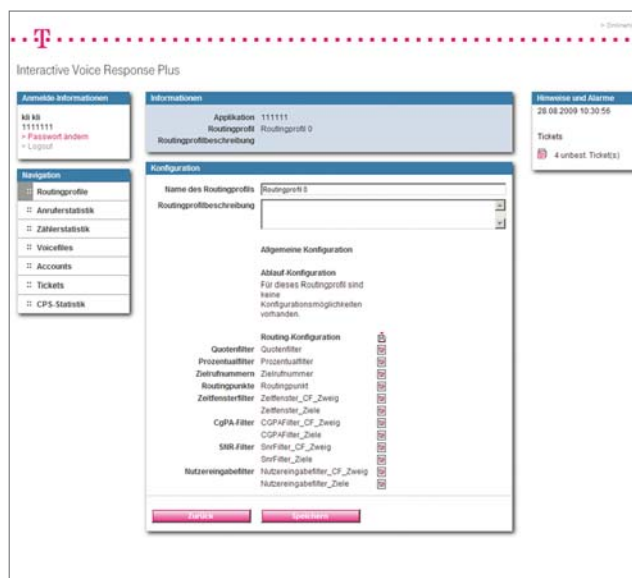 T
Interactive Voice Response Plus
Anmelde-Informationen
kli kli
1111111
> Passwort ändern
> Logout
Navigation
Routingprofile
Anruferstatistik
Zählerstatistik
Voicefiles
Accounts
Tickets
CPS-Statistik
Informationen
Applikation 111111
Routingprofil Routingprofil 0
Routingprofilbeschreibung
Konfiguration
Name des Routingprofils Routingprofil 0
Routingprofilbeschreibung
Allgemeine Konfiguration
Ablauf-Konfiguration
Für dieses Routingprofil sind
keine
Konfigurationsmöglichkeiten
vorhanden.
Routing-Konfiguration
Quotenfilter Quotenfilter
Prozentualfilter Prozentualfilter
Zielrufnummern Zielrufnummer
Routingpunkte Routingpunkt
Zeitfensterfilter Zeitfenster_CF_Zweig
Zeitfenster_Ziele
CgPA-Filter CGPAFilter_CF_Zweig
CGPAFilter_Ziele
SNR-Filter SnrFilter_CF_Zweig
SnrFilter_Ziele
Nutzereingabefilter Nutzereingabefilter_CF_Zweig
Nutzereingabefilter_Ziele
Zurück Speichern
Hinweise und Alarme
28.08.2009 10:30:56
Tickets
4 unbest. Ticket(s)